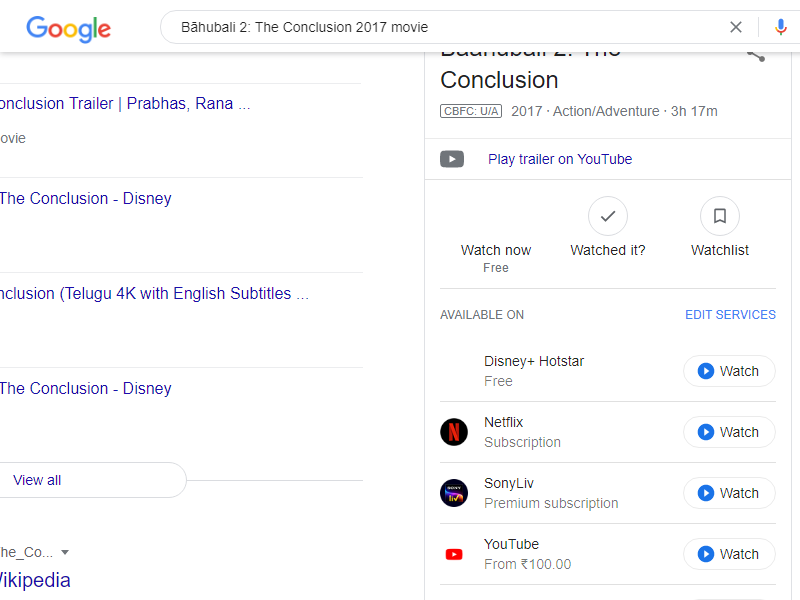 Google
Bāhubali 2: The Conclusion 2017 movie
onclusion Trailer | Prabhas, Rana ...
ovie
The Conclusion - Disney
nclusion (Telugu 4K with English Subtitles ...
The Conclusion - Disney
View all
he_Co...
ikipedia
Baahubali 2: The
Conclusion
CBFC: U/A 2017 · Action/Adventure · 3h 17m
Play trailer on YouTube
Watch now
Free
Watched it?
Watchlist
AVAILABLE ON
EDIT SERVICES
Disney+ Hotstar
Free
Watch
Netflix
Subscription
Watch
SonyLiv
Premium subscription
Watch
YouTube
From ₹100.00
Watch